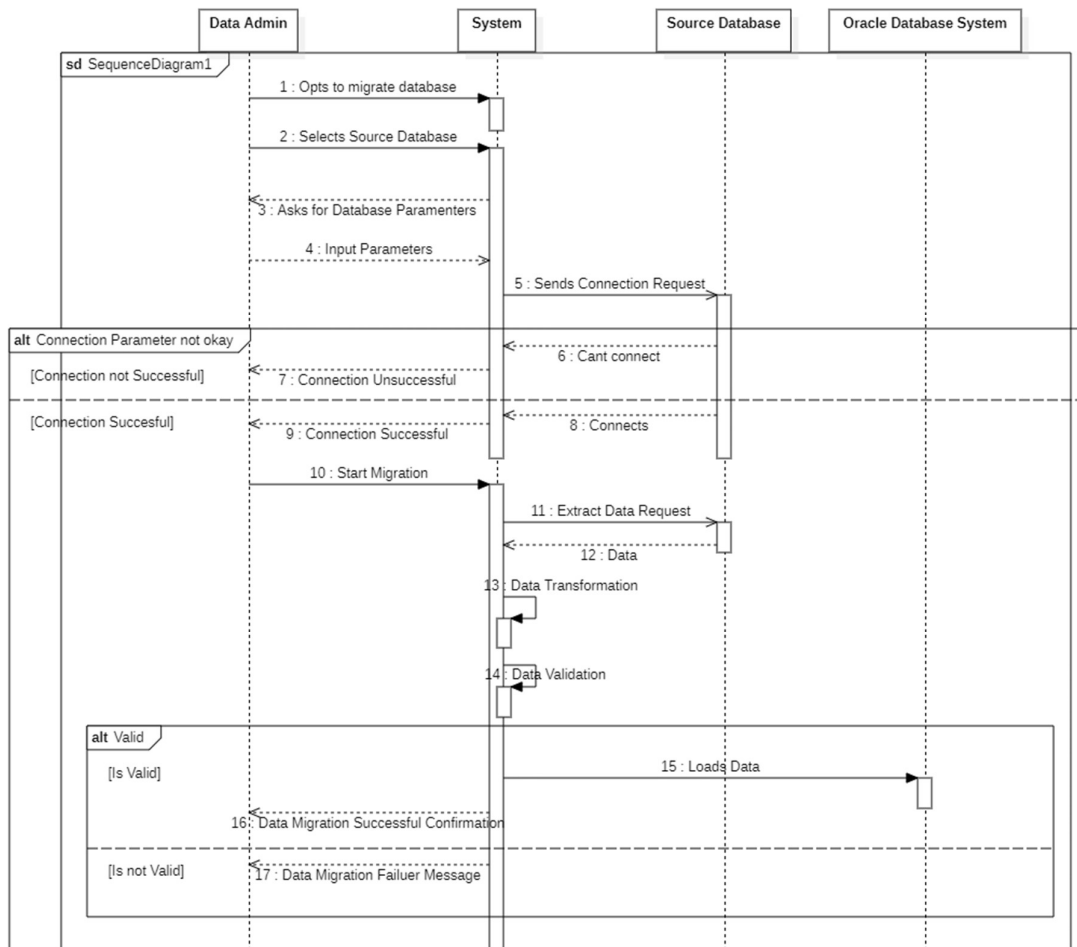 Data Admin
System
Source Database
Oracle Database System
sd SequenceDiagram1
1 : Opts to migrate database
2 : Selects Source Database
3 : Asks for Database Paramenters
4 : Input Parameters
5 : Sends Connection Request
alt Connection Parameter not okay
6 : Cant connect
[Connection not Successful]
7 : Connection Unsuccessful
[Connection Succesful]
8 : Connects
9 : Connection Successful
10 : Start Migration
11 : Extract Data Request
12 : Data
13 : Data Transformation
14 : Data Validation
alt Valid
[Is Valid]
15 : Loads Data
16 : Data Migration Successful Confirmation
[Is not Valid]
17 : Data Migration Failuer Message